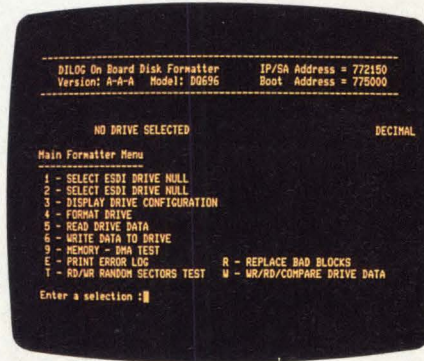 DILOG On Board Disk Formatter IP/SA Address = 772150
Version: A-A-A Model: DQ696 Boot Address = 775000
NO DRIVE SELECTED DECIMAL
Main Formatter Menu
1 - SELECT ESDI DRIVE NULL
2 - SELECT ESDI DRIVE NULL
3 - DISPLAY DRIVE CONFIGURATION
4 - FORMAT DRIVE
5 - READ DRIVE DATA
6 - WRITE DATA TO DRIVE
9 - MEMORY - DMA TEST
E - PRINT ERROR LOG R - REPLACE BAD BLOCKS
T - RD/WR RANDOM SECTORS TEST W - WR/RD/COMPARE DRIVE DATA
Enter a selection :